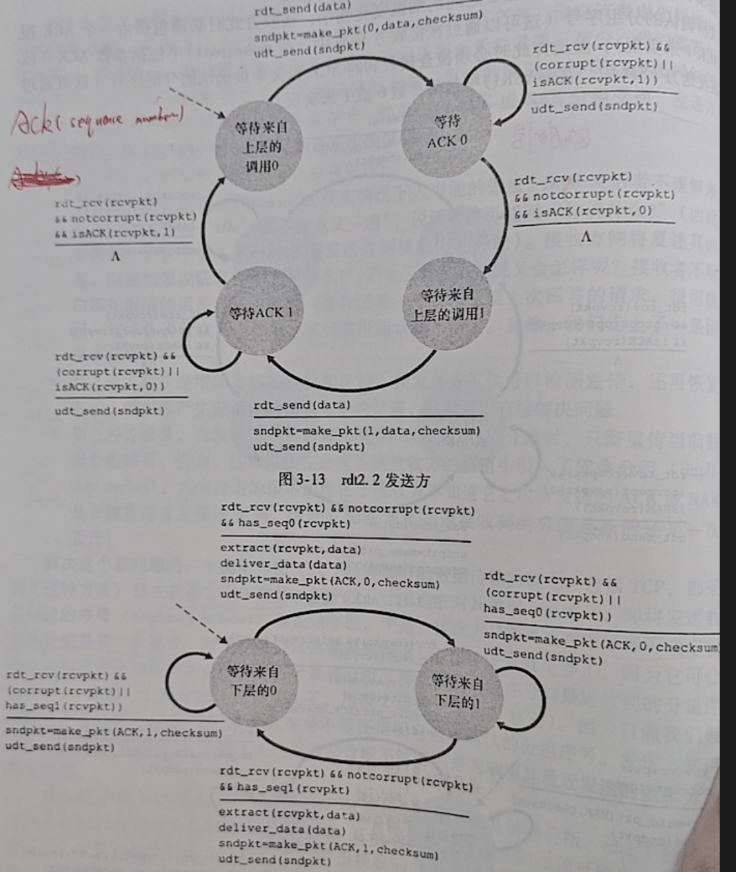 rdt_send(data)
sndpkt=make_pkt(0,data,checksum)
udt_send(sndpkt)
rdt_rcv(rcvpkt) &&
(corrupt(rcvpkt)||
isACK(rcvpkt,1))
udt_send(sndpkt)
Ack( sequence number)
等待来自
上层的
调用0
等待
ACK 0
rdt_rcv(rcvpkt)
&& notcorrupt(rcvpkt)
&& isACK(rcvpkt,1)
Λ
rdt_rcv(rcvpkt)
&& notcorrupt(rcvpkt)
&& isACK(rcvpkt,0)
Λ
等待ACK 1
等待来自
上层的调用1
rdt_rcv(rcvpkt) &&
(corrupt(rcvpkt)||
isACK(rcvpkt,0))
udt_send(sndpkt)
rdt_send(data)
sndpkt=make_pkt(1,data,checksum)
udt_send(sndpkt)
图 3-13 rdt2.2 发送方
rdt_rcv(rcvpkt) && notcorrupt(rcvpkt)
&& has_seq0(rcvpkt)
extract(rcvpkt,data)
deliver_data(data)
sndpkt=make_pkt(ACK,0,checksum)
udt_send(sndpkt)
rdt_rcv(rcvpkt) &&
(corrupt(rcvpkt)||
has_seq0(rcvpkt))
sndpkt=make_pkt(ACK,0,checksum
udt_send(sndpkt)
等待来自
下层的0
等待来自
下层的1
rdt_rcv(rcvpkt) &&
(corrupt(rcvpkt)||
has_seq1(rcvpkt))
sndpkt=make_pkt(ACK,1,checksum)
udt_send(sndpkt)
rdt_rcv(rcvpkt) && notcorrupt(rcvpkt)
&& has_seq1(rcvpkt)
extract(rcvpkt,data)
deliver_data(data)
sndpkt=make_pkt(ACK,1,checksum)
udt_send(sndpkt)